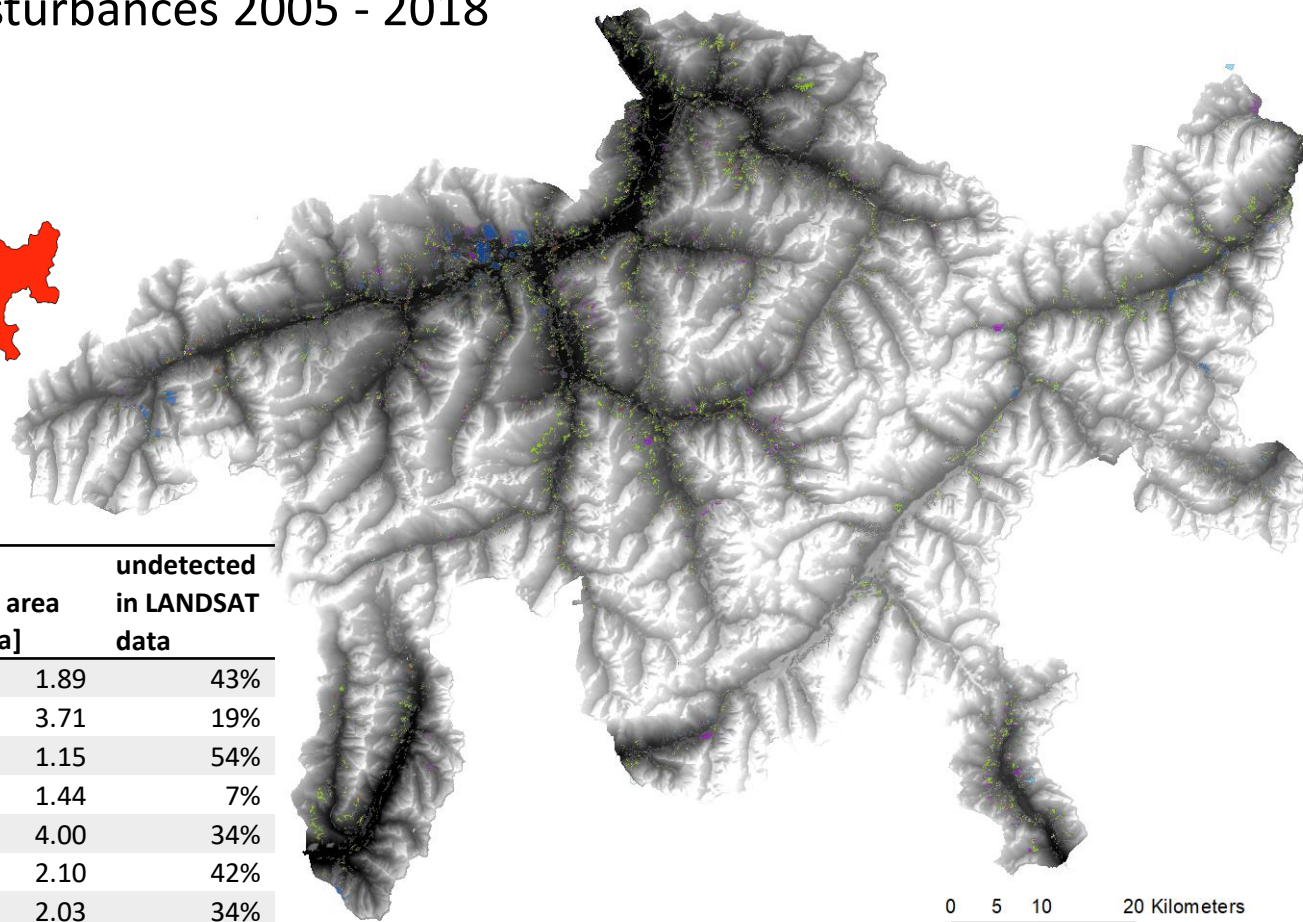 sturbances 2005 - 2018
undetected
area in LANDSAT
a] data
1.89 43%
3.71 19%
1.15 54%
1.44 7%
4.00 34%
2.10 42%
2.03 34%
0 5 10 20 Kilometers